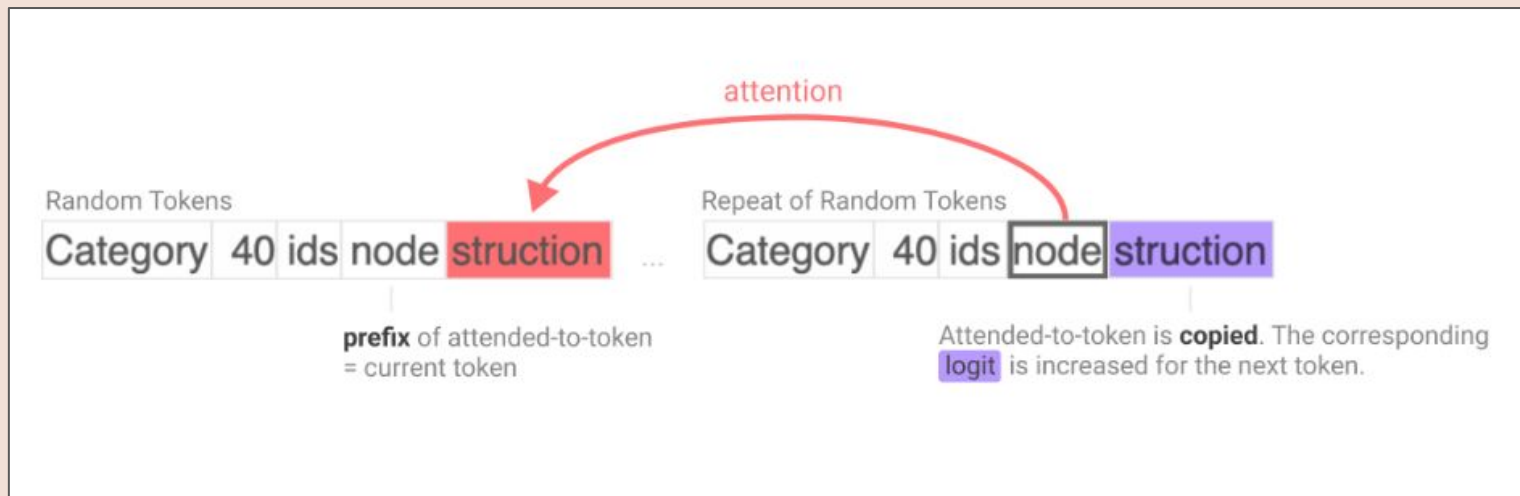 attention
Random Tokens
Repeat of Random Tokens
Category 40 ids node struction ... Category 40 ids node struction
prefix of attended-to-token
= current token
Attended-to-token is copied. The corresponding
logit is increased for the next token.